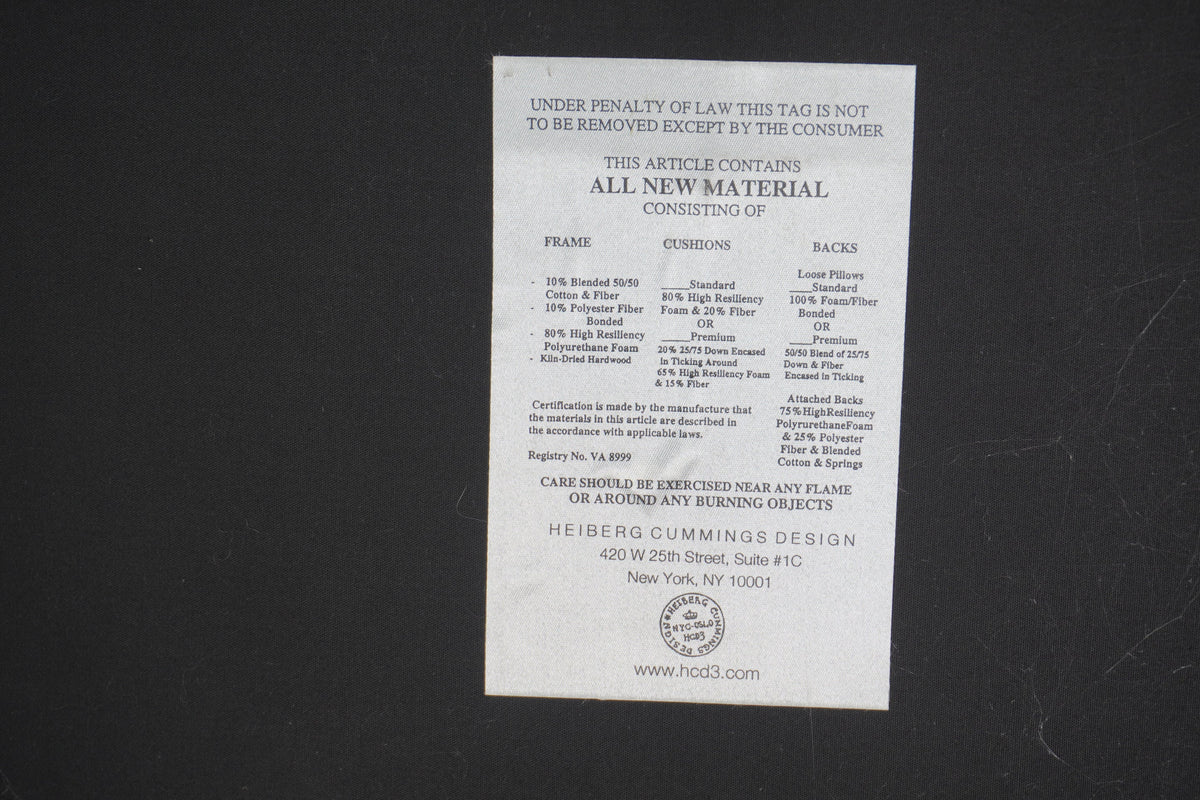 UNDER PENALTY OF LAW THIS TAG IS NOT
TO BE REMOVED EXCEPT BY THE CONSUMER
THIS ARTICLE CONTAINS
ALL NEW MATERIAL
CONSISTING OF
FRAME
- 10% Blended 50/50
Cotton & Fiber
- 10% Polyester Fiber
Bonded
- 80% High Resiliency
Polyurethane Foam
- Kiln-Dried Hardwood
CUSHIONS
____Standard
80% High Resiliency
Foam & 20% Fiber
OR
____Premium
20% 25/75 Down Encased
in Ticking Around
65% High Resiliency Foam
& 15% Fiber
BACKS
Loose Pillows
____Standard
100% Foam/Fiber
Bonded
OR
____Premium
50/50 Blend of 25/75
Down & Fiber
Encased in Ticking
Attached Backs
75%HighResiliency
PolyrurethaneFoam
& 25% Polyester
Fiber & Blended
Cotton & Springs
Certification is made by the manufacture that
the materials in this article are described in
the accordance with applicable laws.
Registry No. VA 8999
CARE SHOULD BE EXERCISED NEAR ANY FLAME
OR AROUND ANY BURNING OBJECTS
HEIBERG CUMMINGS DESIGN
420 W 25th Street, Suite #1C
New York, NY 10001
HEIBERG CUMMINGS DESIGN
NYC-OSLO
HCD3
www.hcd3.com